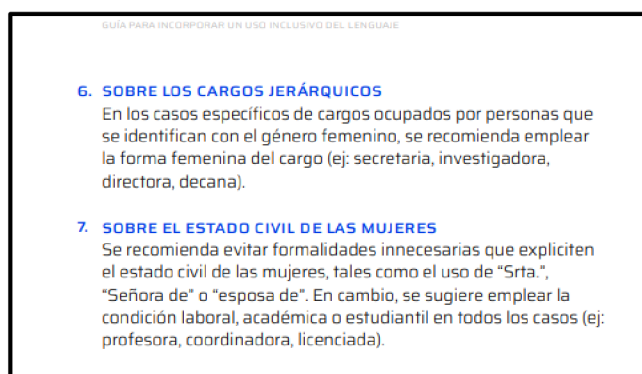 GUÍA PARA INCORPORAR UN USO INCLUSIVO DEL LENGUAJE
6. SOBRE LOS CARGOS JERÁRQUICOS
En los casos específicos de cargos ocupados por personas que
se identifican con el género femenino, se recomienda emplear
la forma femenina del cargo (ej: secretaria, investigadora,
directora, decana).
7. SOBRE EL ESTADO CIVIL DE LAS MUJERES
Se recomienda evitar formalidades innecesarias que expliciten
el estado civil de las mujeres, tales como el uso de “Srta.”,
“Señora de” o “esposa de”. En cambio, se sugiere emplear la
condición laboral, académica o estudiantil en todos los casos (ej:
profesora, coordinadora, licenciada).